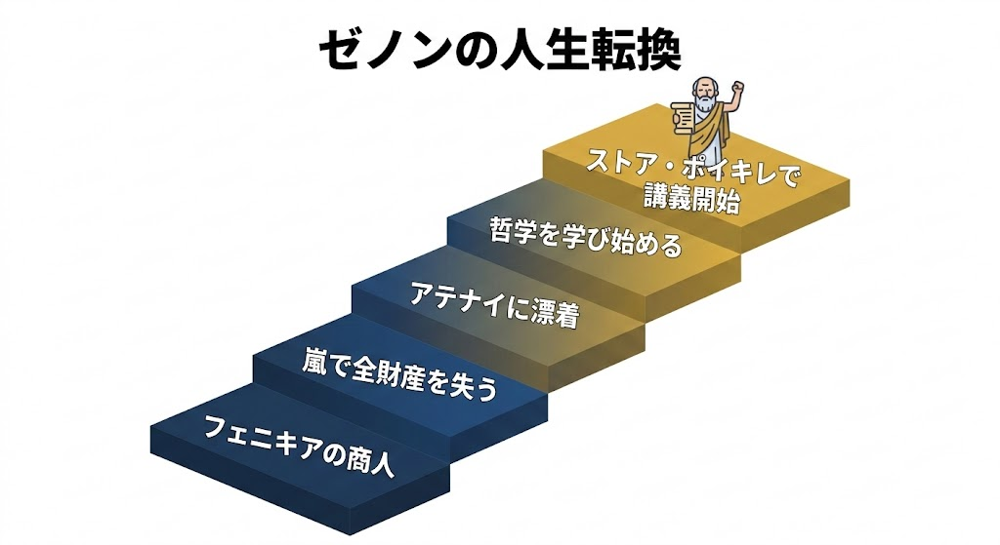 ゼノンの人生転換
ストア・ポイキレで
講義開始
哲学を学び始める
アテナイに漂着
嵐で全財産を失う
フェニキアの商人